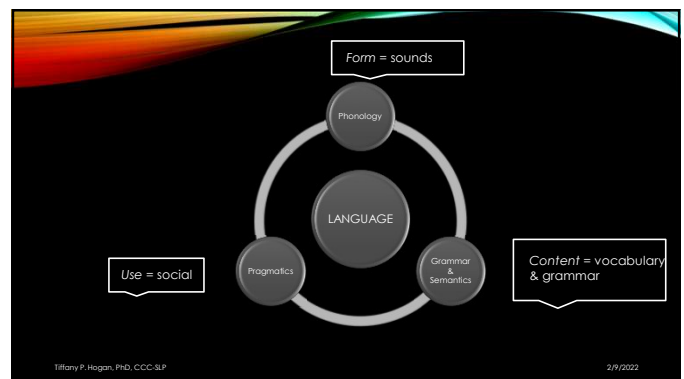 Form = sounds
Phonology
LANGUAGE
Use = social
Pragmatics
Grammar
&
Semantics
Content = vocabulary
& grammar
Tiffany P. Hogan, PhD, CCC-SLP
2/9/2022